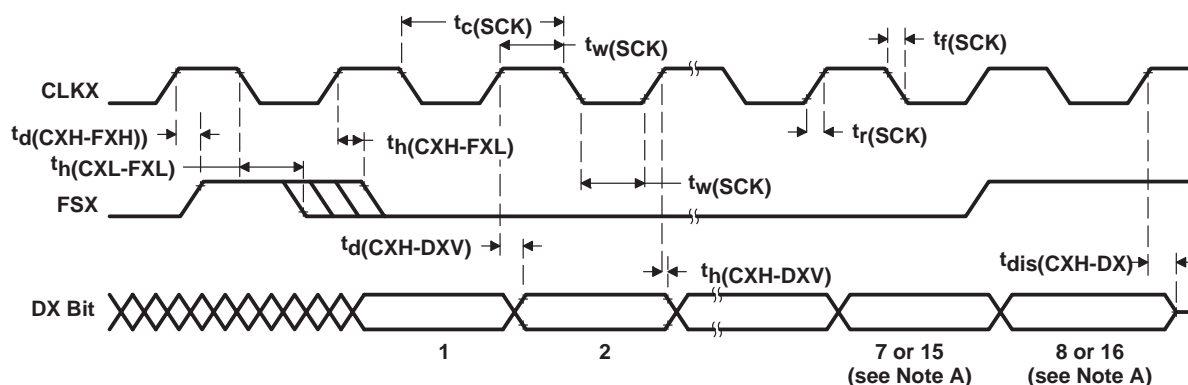 tc(SCK)
tw(SCK)
tf(SCK)
CLKX
td(CXH-FXH))
th(CXH-FXL)
tr(SCK)
th(CXL-FXL)
tw(SCK)
FSX
td(CXH-DXV)
th(CXH-DXV)
tdis(CXH-DX)
DX Bit
1
2
7 or 15
(see Note A)
8 or 16
(see Note A)